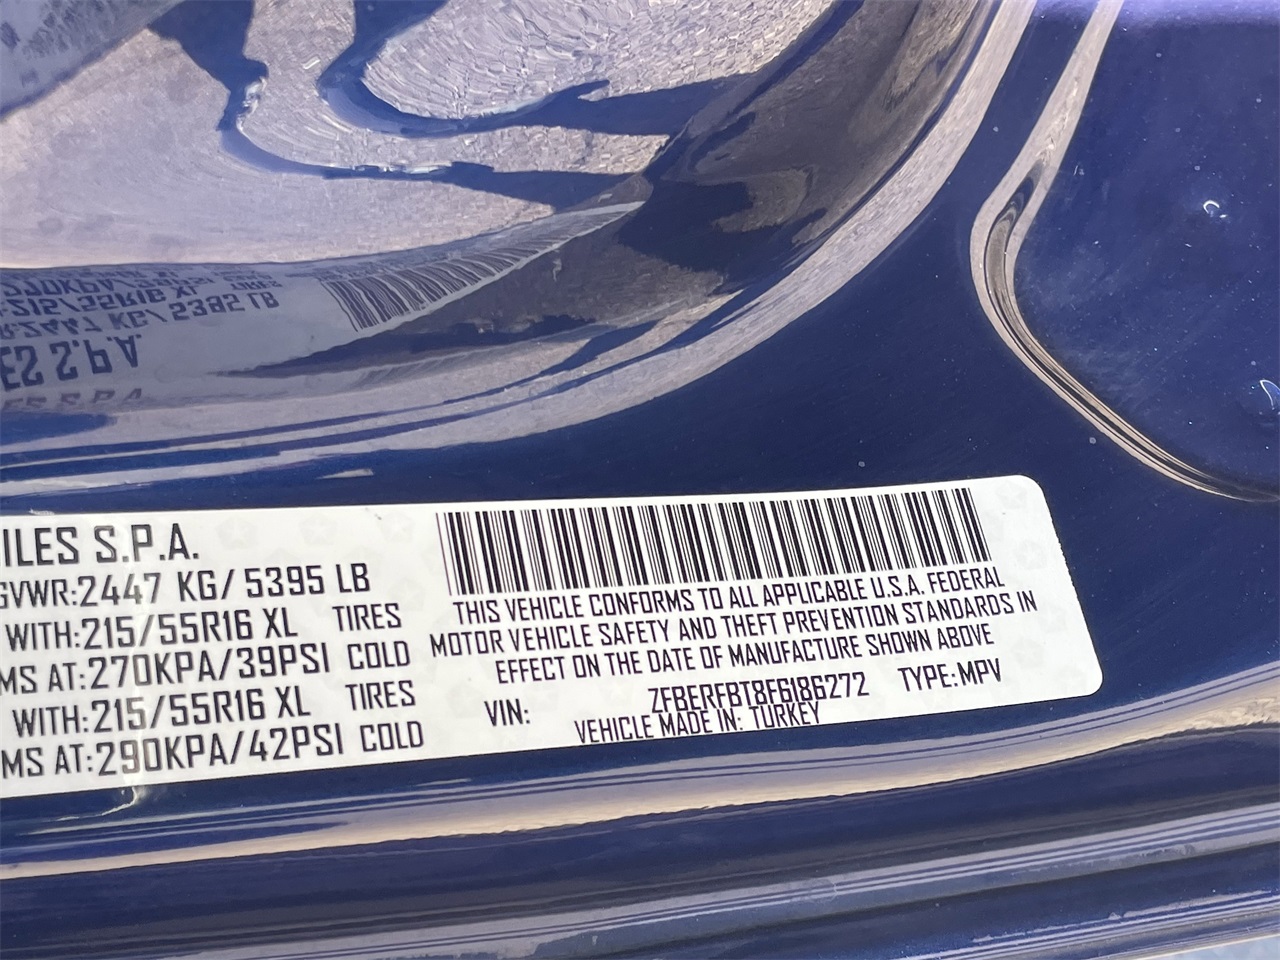 ILES S.P.A.
GVWR:2447 KG/ 5395 LB
WITH:215/55R16 XL TIRES
MS AT:270KPA/39PSI COLD
WITH:215/55R16 XL TIRES
MS AT:290KPA/42PSI COLD
THIS VEHICLE CONFORMS TO ALL APPLICABLE U.S.A. FEDERAL
MOTOR VEHICLE SAFETY AND THEFT PREVENTION STANDARDS IN
EFFECT ON THE DATE OF MANUFACTURE SHOWN ABOVE
VIN: ZFBERFBT8F6186272 TYPE:MPV
VEHICLE MADE IN: TURKEY